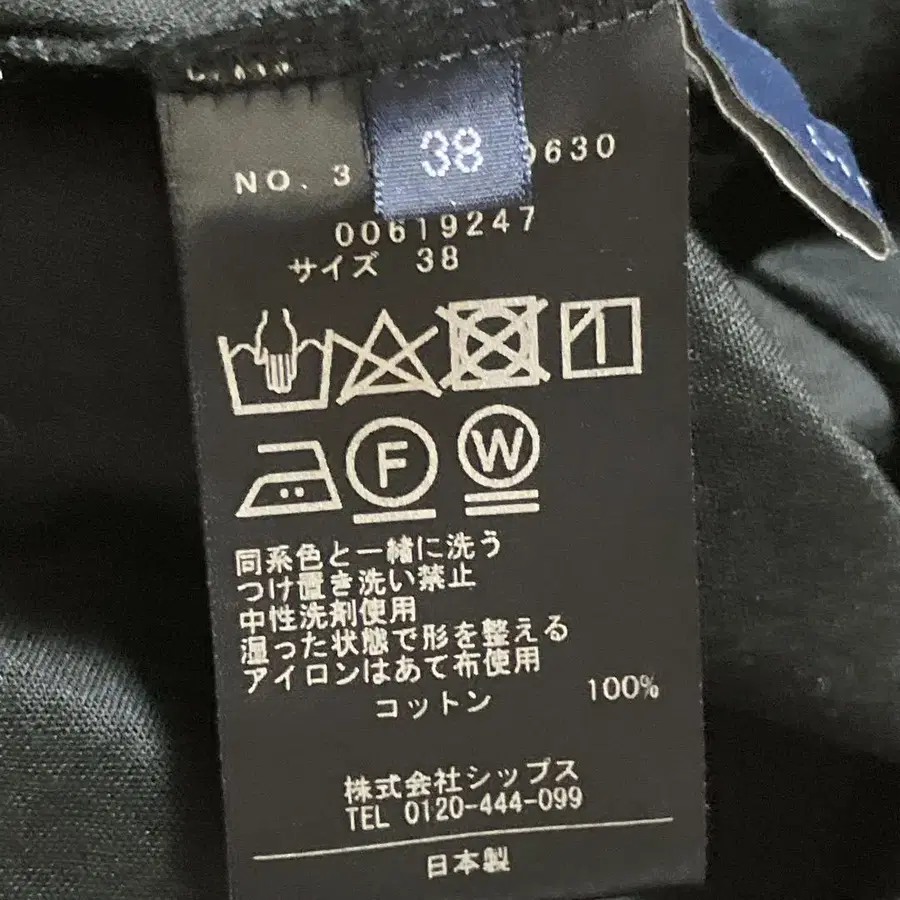 38
NO. 3 9630
00619247
サイズ 38
F W
同系色と一緒に洗う
つけ置き洗い禁止
中性洗剤使用
湿った状態で形を整える
アイロンはあて布使用
コットン 100%
株式会社シップス
TEL 0120-444-099
日本製